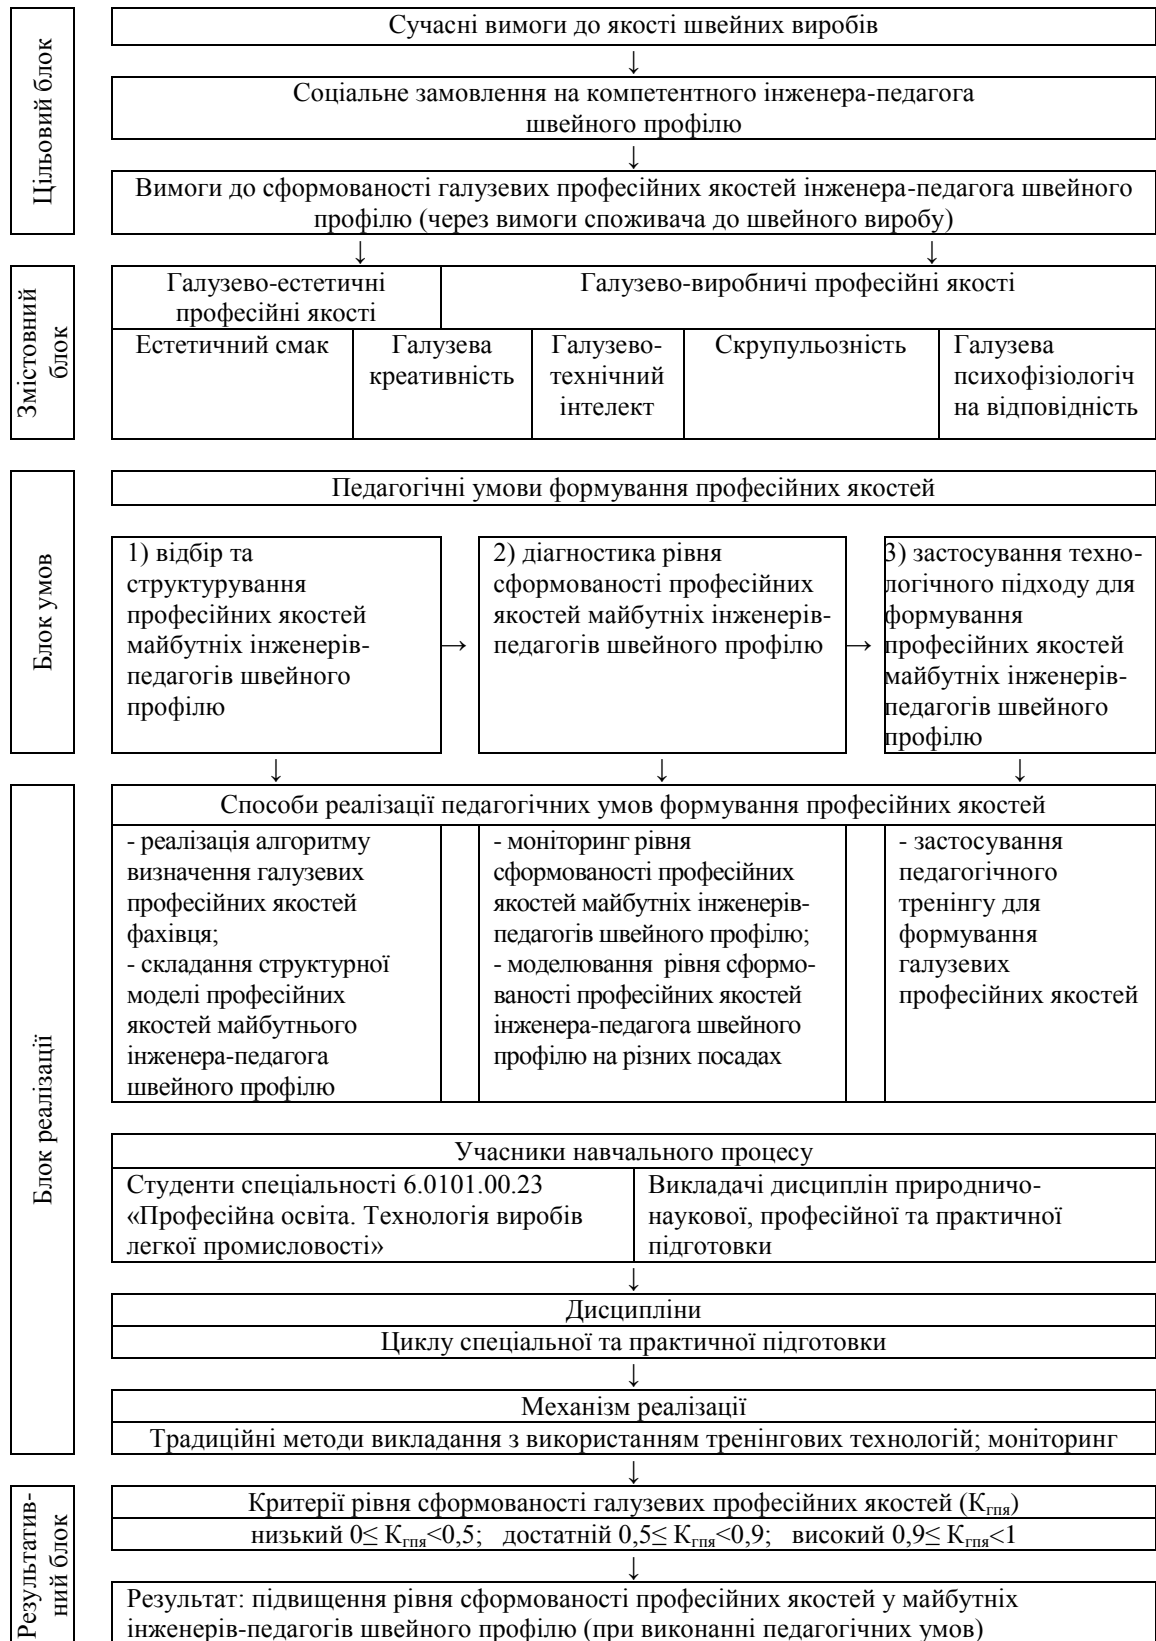 Цільовий блок
Сучасні вимоги до якості швейних виробів
↓
Соціальне замовлення на компетентного інженера-педагога
швейного профілю
↓
Вимоги до сформованості галузевих професійних якостей інженера-педагога швейного
профілю (через вимоги споживача до швейного виробу)
↓ ↓
Змістовний
блок
Галузево-естетичні
професійні якості
Галузево-виробничі професійні якості
Естетичний смак
Галузева
креативність
Галузево-
технічний
інтелект
Скрупульозність
Галузева
психофізіологіч
на відповідність
Блок умов
Педагогічні умови формування професійних якостей
1) відбір та
структурування
професійних якостей
майбутніх інженерів-
педагогів швейного
профілю
→
2) діагностика рівня
сформованості професійних
якостей майбутніх інженерів-
педагогів швейного профілю
→
3) застосування техно-
логічного підходу для
формування
професійних якостей
майбутніх інженерів-
педагогів швейного
профілю
↓ ↓ ↓
Блок реалізації
Способи реалізації педагогічних умов формування професійних якостей
- реалізація алгоритму
визначення галузевих
професійних якостей
фахівця;
- складання структурної
моделі професійних
якостей майбутнього
інженера-педагога
швейного профілю
- моніторинг рівня
сформованості професійних
якостей майбутніх інженерів-
педагогів швейного профілю;
- моделювання рівня сформо-
ваності професійних якостей
інженера-педагога швейного
профілю на різних посадах
- застосування
педагогічного
тренінгу для
формування
галузевих
професійних якостей
Учасники навчального процесу
Студенти спеціальності 6.0101.00.23
«Професійна освіта. Технологія виробів
легкої промисловості»
Викладачі дисциплін природничо-
наукової, професійної та практичної
підготовки
↓
Дисципліни
Циклу спеціальної та практичної підготовки
↓
Механізм реалізації
Традиційні методи викладання з використанням тренінгових технологій; моніторинг
↓
Результатив-
ний блок
Критерії рівня сформованості галузевих професійних якостей (Кгпя)
низький 0≤ Кгпя<0,5; достатній 0,5≤ Кгпя<0,9; високий 0,9≤ Кгпя<1
↓
Результат: підвищення рівня сформованості професійних якостей у майбутніх
інженерів-педагогів швейного профілю (при виконанні педагогічних умов)